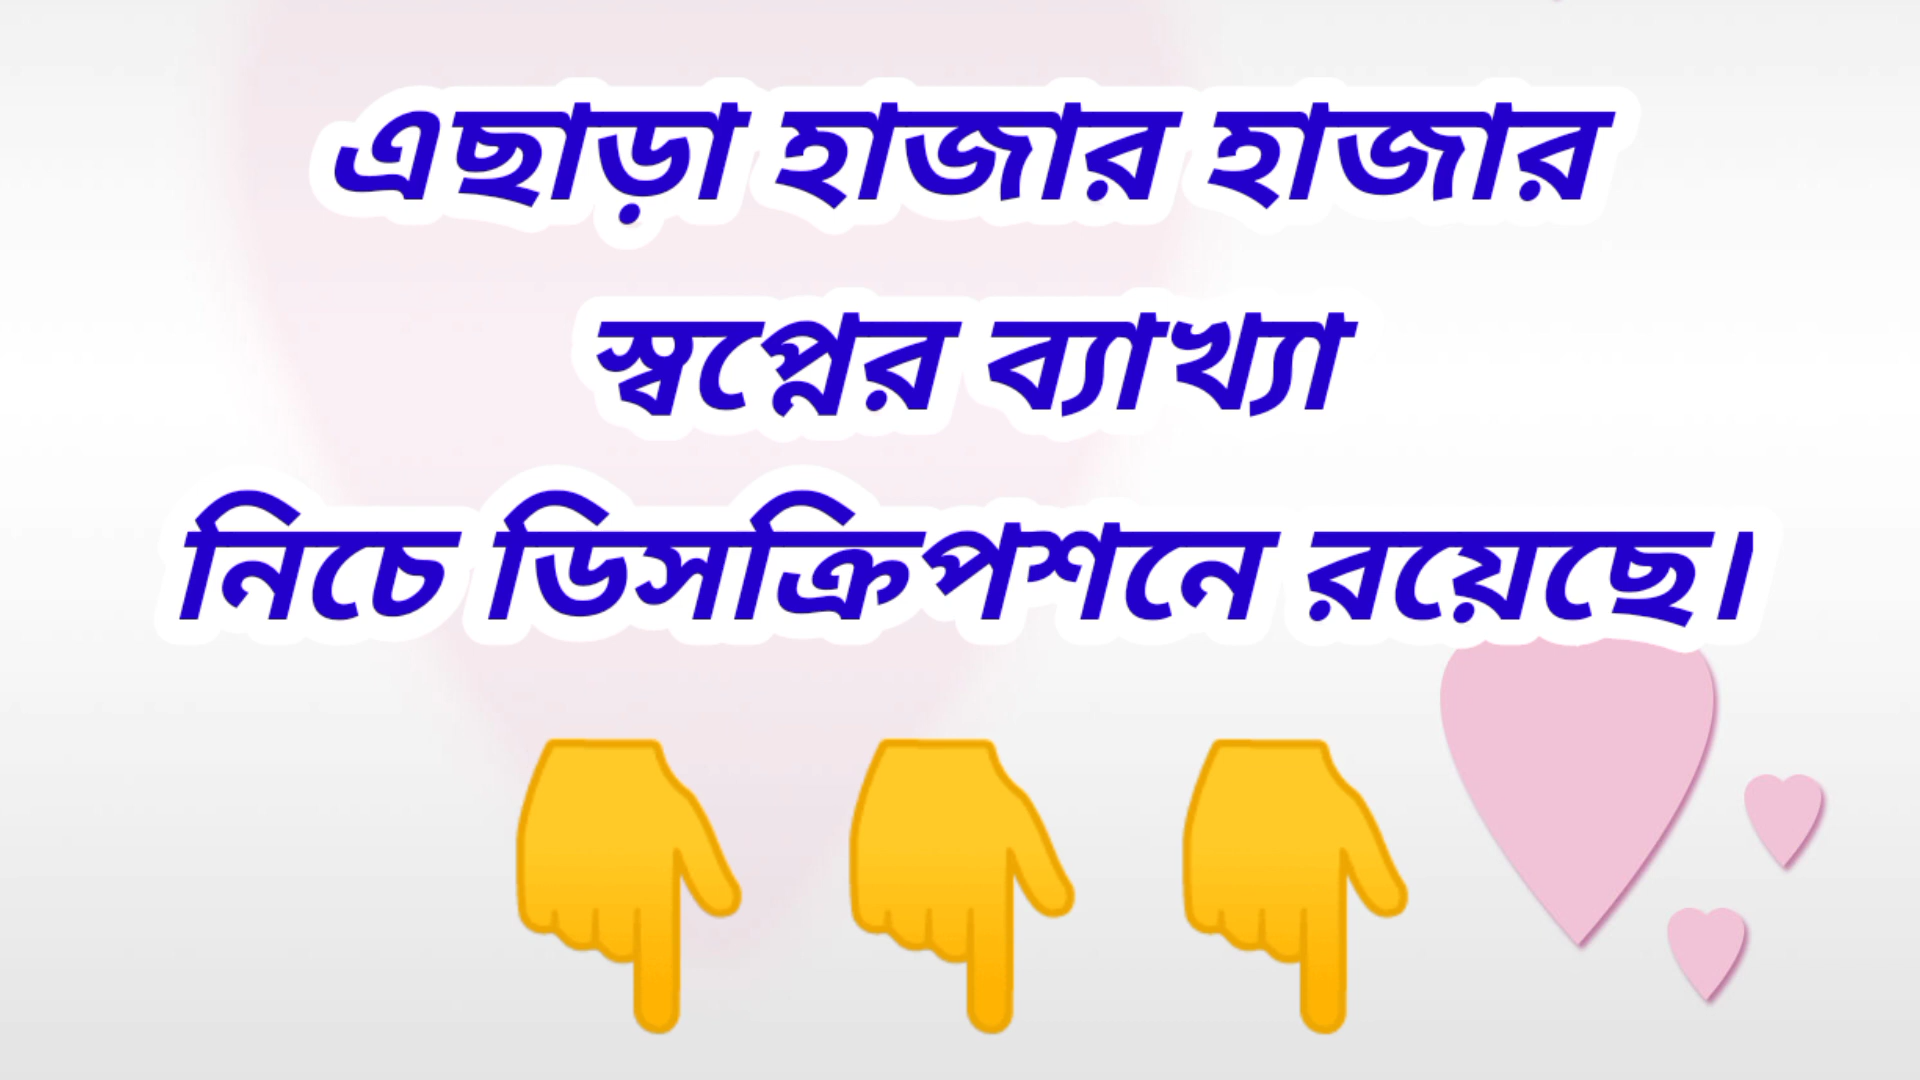 এছাড়া হাজার হাজার
স্বপ্নের ব্যাখ্যা
নিচে ডিসক্রিপশনে রয়েছে।